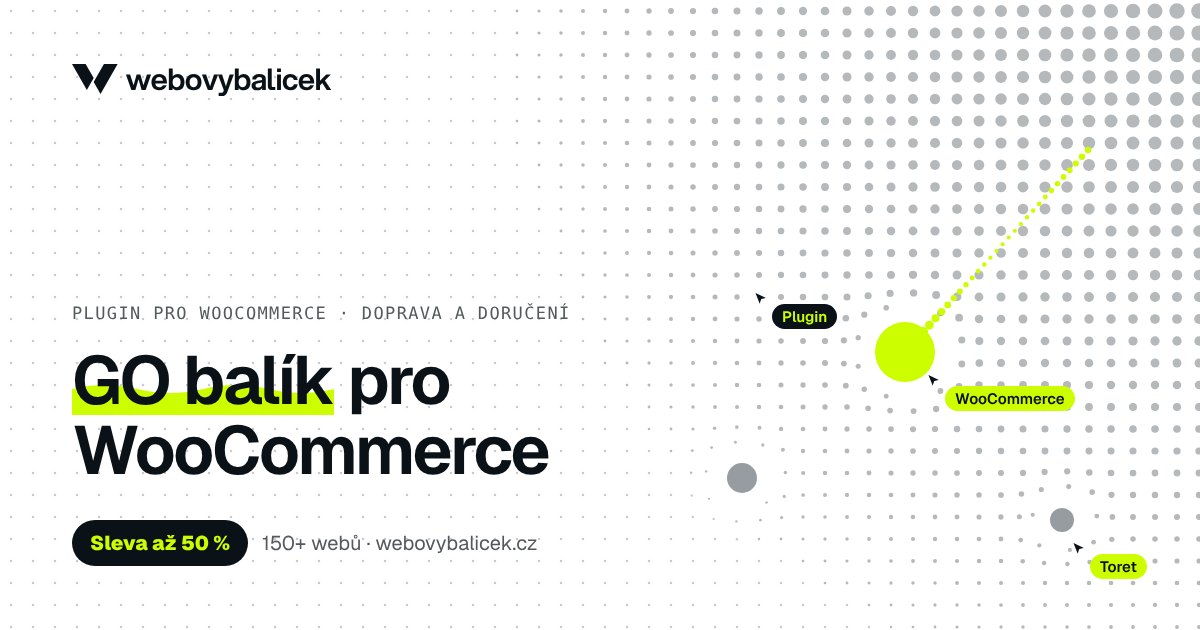 webovybalicek
PLUGIN PRO WOOCOMMERCE · DOPRAVA A DORUČENÍ
GO balík pro
WooCommerce
Sleva až 50 %
150+ webů · webovybalicek.cz
Plugin
WooCommerce
Toret